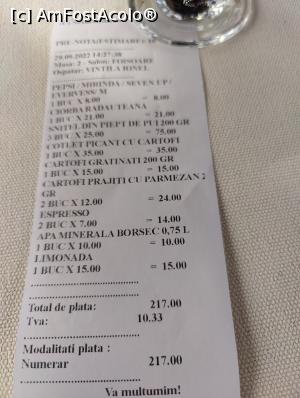 [c] AmFostAcolo®
PRE-NOTA/ESTIMARE
29.09.2022 14:27:38
Masa: 2 - Salon: FOISOARE
Ospatar: VINTILA IONEL
PEPSI / MIRINDA / SEVEN UP /
EVERVESS/ M
1 BUC X 8.00 = 8.00
CIORBA RADAUTEANA
1 BUC X 21.00 = 21.00
SNITEL DIN PIEPT DE PUI 200 GR
3 BUC X 25.00 = 75.00
COTLET PICANT CU CARTOFI
1 BUC X 35.00 = 35.00
CARTOFI GRATINATI 200 GR
1 BUC X 15.00 = 15.00
CARTOFI PRAJITI CU PARMEZAN 2
GR
2 BUC X 12.00 = 24.00
ESPRESSO
2 BUC X 7.00 = 14.00
APA MINERALA BORSEC 0,75 L
1 BUC X 10.00 = 10.00
LIMONADA
1 BUC X 15.00 = 15.00
Total de plata: 217.00
Tva: 10.33
Modalitati plata :
Numerar 217.00
Va multumim!